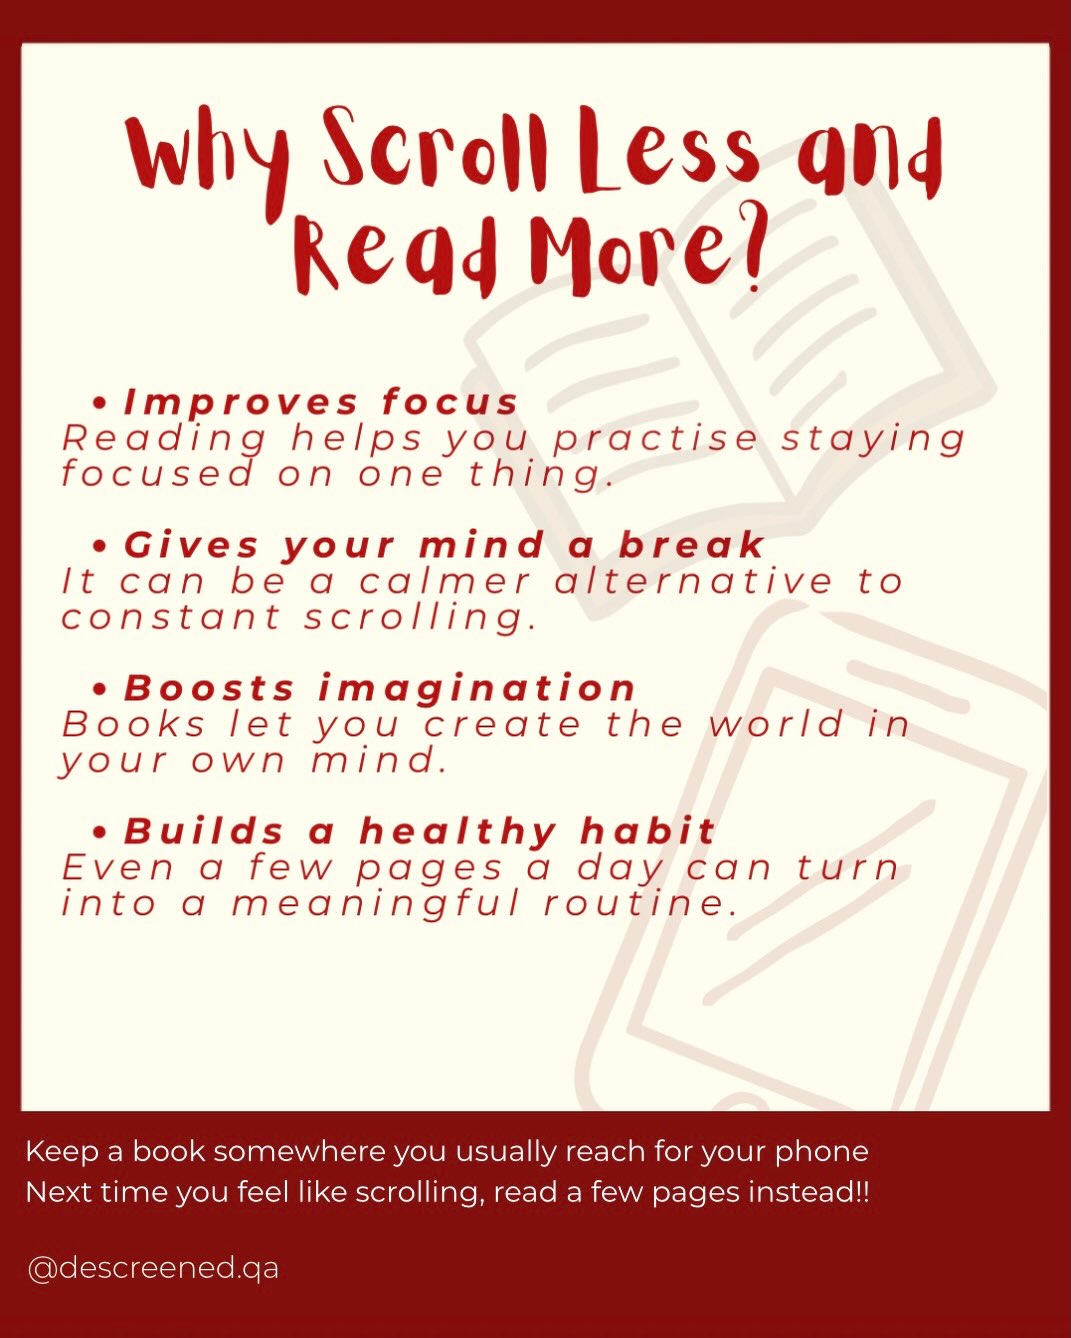 Why Scroll Less and
Read More?
• Improves focus
Reading helps you practise staying
focused on one thing.
• Gives your mind a break
It can be a calmer alternative to
constant scrolling.
• Boosts imagination
Books let you create the world in
your own mind.
• Builds a healthy habit
Even a few pages a day can turn
into a meaningful routine.
Keep a book somewhere you usually reach for your phone
Next time you feel like scrolling, read a few pages instead!!
@descreened.qa